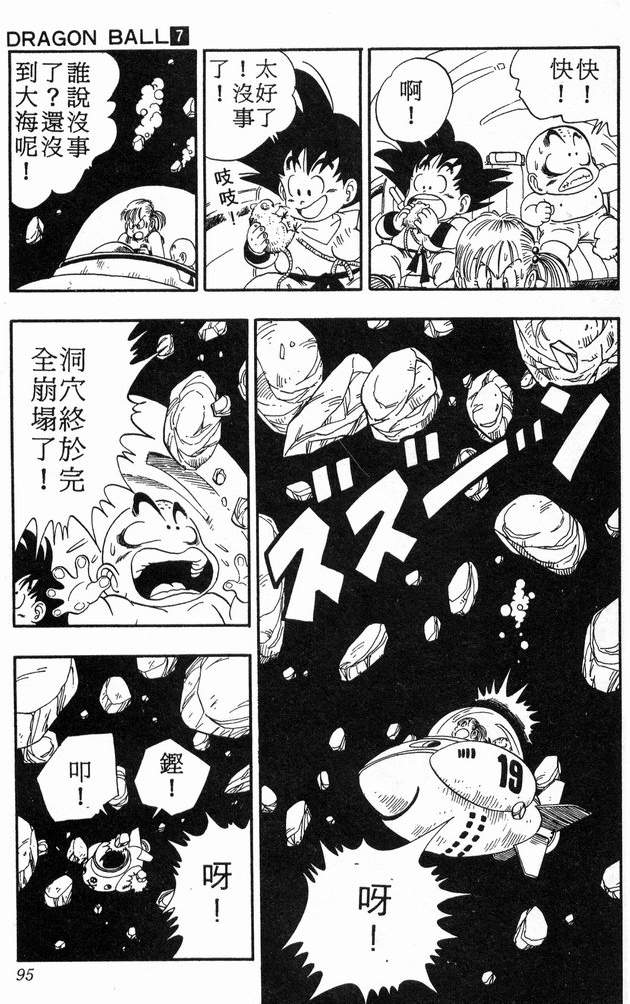 DRAGON BALL 7
快！
快！
啊！
太好了
！沒事
了！
吱吱！
誰說沒事
了？還沒
到大海呢！
ズズーン
呀！
洞穴終於完
全崩塌了！
鏗！
叩！
呀！
19
95